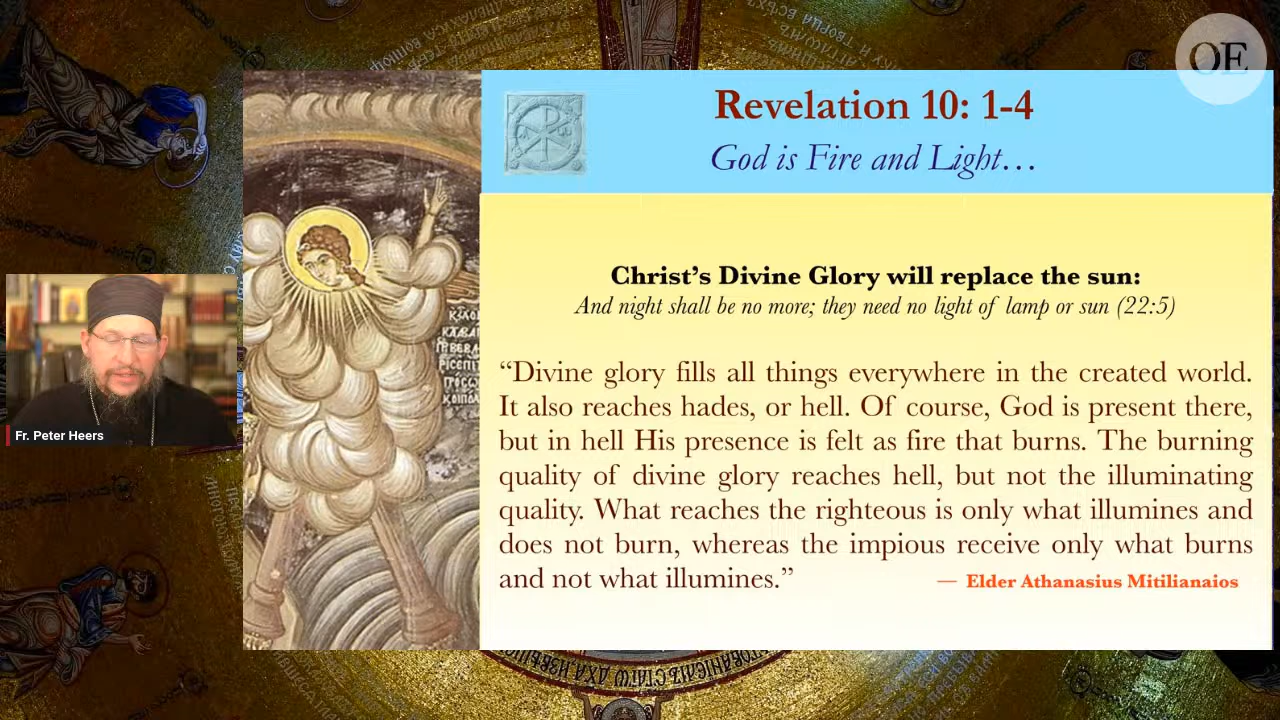 OE
Revelation 10: 1-4
God is Fire and Light…
Christ’s Divine Glory will replace the sun:
And night shall be no more; they need no light of lamp or sun (22:5)
“Divine glory fills all things everywhere in the created world.
It also reaches hades, or hell. Of course, God is present there,
but in hell His presence is felt as fire that burns. The burning
quality of divine glory reaches hell, but not the illuminating
quality. What reaches the righteous is only what illumines and
does not burn, whereas the impious receive only what burns
and not what illumines.”
— Elder Athanasius Mitilianaios
Fr. Peter Heers